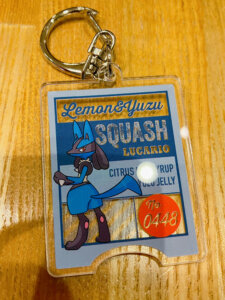 Lemon&Yuzu
SQUASH
LUCARIO
CITRUS
SYRUP
JELLY
No
0448